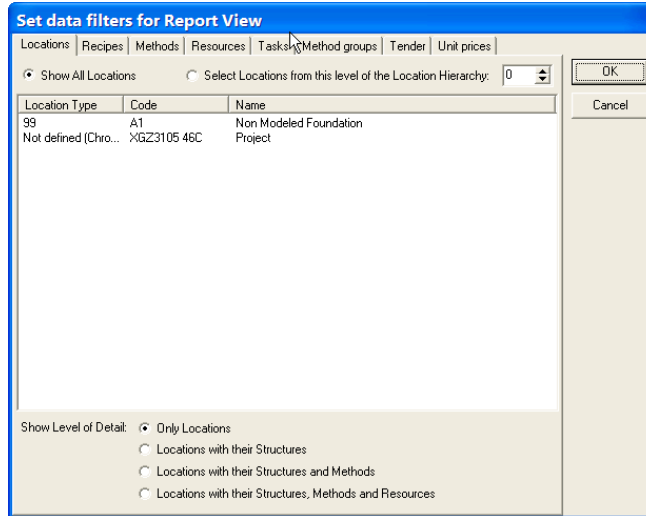 Set data filters for Report View
Locations Recipes Methods Resources Tasks Method groups Tender Unit prices
Show All Locations Select Locations from this level of the Location Hierarchy: 0 OK
Cancel
Location Type Code Name
99 A1 Non Modeled Foundation
Not defined (Chro... XGZ3105 46C Project
Show Level of Detail: Only Locations
Locations with their Structures
Locations with their Structures and Methods
Locations with their Structures, Methods and Resources